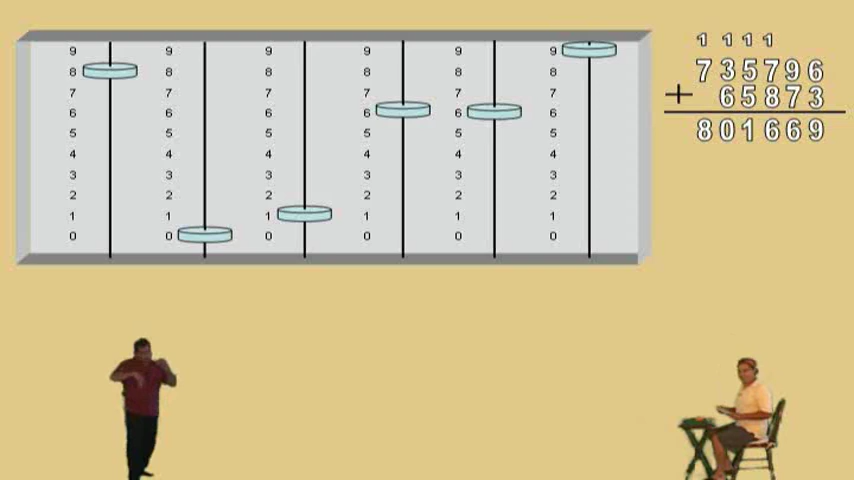 9 9 9 9 9 9
8 8 8 8 8 8
7 7 7 7 7 7
6 6 6 6 6 6
5 5 5 5 5 5
4 4 4 4 4 4
3 3 3 3 3 3
2 2 2 2 2 2
1 1 1 1 1 1
0 0 0 0 0 0
1 1 1 1
735796
+ 65873
801669